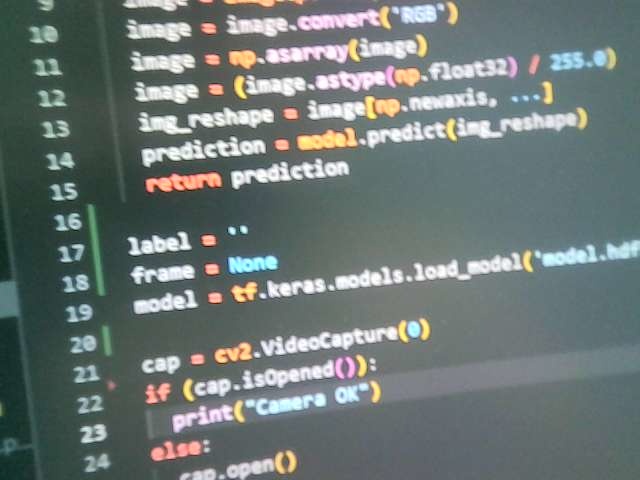 9 image =
10 image = image.convert('RGB')
11 image = np.asarray(image)
12 image = (image.astype(np.float32) / 255.0)
13 img_reshape = image[np.newaxis, ...]
14 prediction = model.predict(img_reshape)
15 return prediction
16
17 label = ''
18 frame = None
19 model = tf.keras.models.load_model('model.hdf
20
21 cap = cv2.VideoCapture(0)
22 if (cap.isOpened()):
23 print("Camera OK")
24 else:
cap.open()